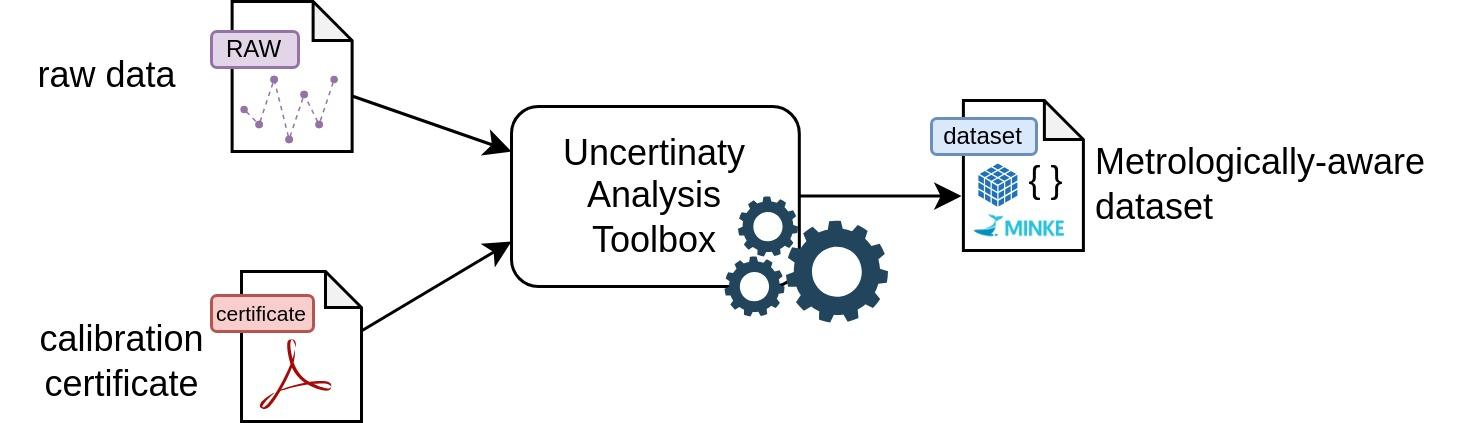 RAW
raw data
Uncertinaty
Analysis
Toolbox
dataset
{ }
MINKE
Metrologically-aware
dataset
certificate
calibration
certificate